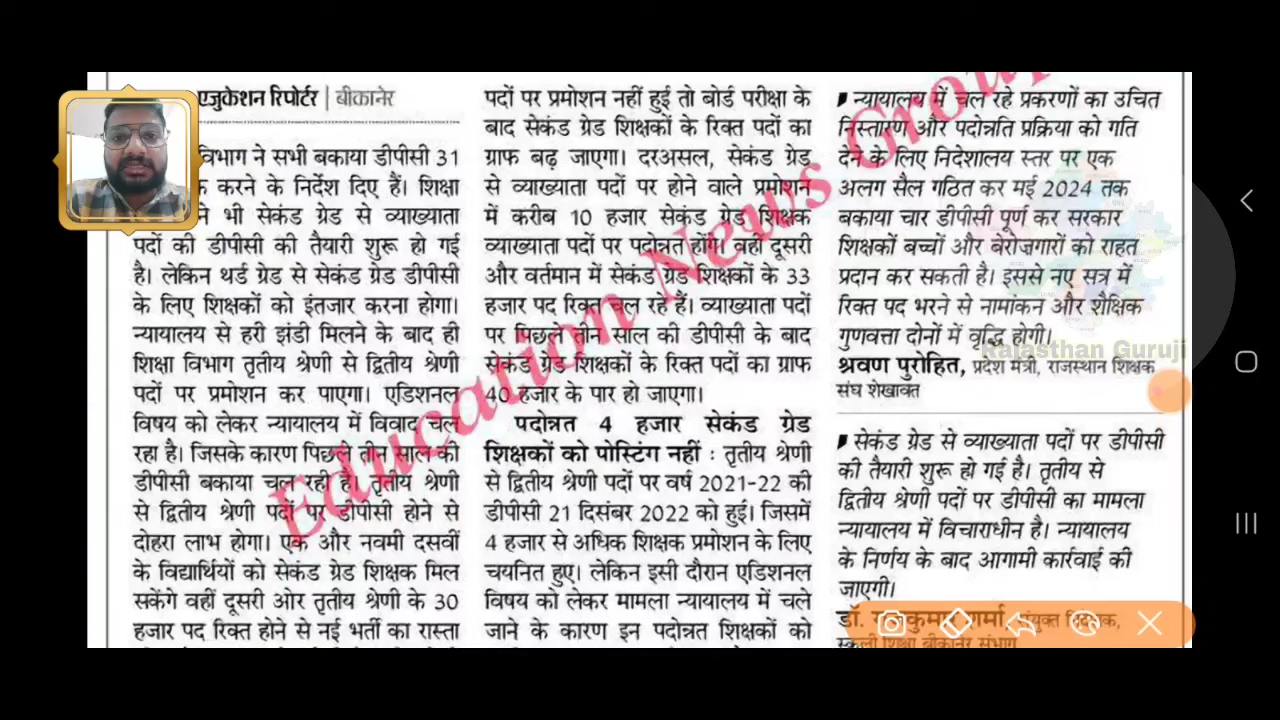 एजुकेशन रिपोर्टर | बीकानेर
विभाग ने सभी बकाया डीपीसी 31
करने के निर्देश दिए हैं। शिक्षा
भी सेकंड ग्रेड से व्याख्याता
पदों की डीपीसी की तैयारी शुरू हो गई
है। लेकिन थर्ड ग्रेड से सेकंड ग्रेड डीपीसी
के लिए शिक्षकों को इंतजार करना होगा।
न्यायालय से हरी झंडी मिलने के बाद ही
शिक्षा विभाग तृतीय श्रेणी से द्वितीय श्रेणी
पदों पर प्रमोशन कर पाएगा। एडिशनल
विषय को लेकर न्यायालय में विवाद चल
रहा है। जिसके कारण पिछले तीन साल की
डीपीसी बकाया चल रही है। तृतीय श्रेणी
से द्वितीय श्रेणी पदों पर डीपीसी होने से
दोहरा लाभ होगा। एक और नवमी दसवीं
के विद्यार्थियों को सेकंड ग्रेड शिक्षक मिल
सकेंगे वहीं दूसरी ओर तृतीय श्रेणी के 30
हजार पद रिक्त होने से नई भर्ती का रास्ता
पदों पर प्रमोशन नहीं हुई तो बोर्ड परीक्षा के
बाद सेकंड ग्रेड शिक्षकों के रिक्त पदों का
ग्राफ बढ़ जाएगा। दरअसल, सेकंड ग्रेड
से व्याख्याता पदों पर होने वाले प्रमोशन
में करीब 10 हजार सेकंड ग्रेड शिक्षक
व्याख्याता पदों पर पदोन्नत होंगे। वहीं दूसरी
और वर्तमान में सेकंड ग्रेड शिक्षकों के 33
हजार पद रिक्त चल रहे हैं। व्याख्याता पदों
पर पिछले तीन साल की डीपीसी के बाद
सेकंड ग्रेड शिक्षकों के रिक्त पदों का ग्राफ
40 हजार के पार हो जाएगा।
पदोन्नत 4 हजार सेकंड ग्रेड
शिक्षकों को पोस्टिंग नहीं : तृतीय श्रेणी
से द्वितीय श्रेणी पदों पर वर्ष 2021-22 की
डीपीसी 21 दिसंबर 2022 को हुई। जिसमें
4 हजार से अधिक शिक्षक प्रमोशन के लिए
चयनित हुए। लेकिन इसी दौरान एडिशनल
विषय को लेकर मामला न्यायालय में चले
जाने के कारण इन पदोन्नत शिक्षकों को
न्यायालय में चल रहे प्रकरणों का उचित
निस्तारण और पदोन्नति प्रक्रिया को गति
देने के लिए निदेशालय स्तर पर एक
अलग सैल गठित कर मई 2024 तक
बकाया चार डीपीसी पूर्ण कर सरकार
शिक्षकों बच्चों और बेरोजगारों को राहत
प्रदान कर सकती है। इससे नए सत्र में
रिक्त पद भरने से नामांकन और शैक्षिक
गुणवत्ता दोनों में वृद्धि होगी।
श्रवण पुरोहित, प्रदेश मंत्री, राजस्थान शिक्षक
संघ शेखावत
सेकंड ग्रेड से व्याख्याता पदों पर डीपीसी
की तैयारी शुरू हो गई है। तृतीय से
द्वितीय श्रेणी पदों पर डीपीसी का मामला
न्यायालय में विचाराधीन है। न्यायालय
के निर्णय के बाद आगामी कार्रवाई की
जाएगी।
डॉ. शर्मा,
स्कूली शिक्षा बीकानेर संभाग
Education News Group
Rajasthan Guruji